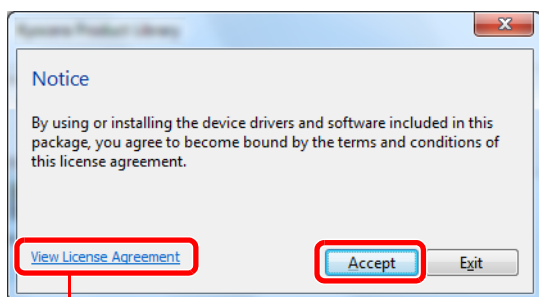 Notice
By using or installing the device drivers and software included in this
package, you agree to become bound by the terms and conditions of
this license agreement.
View License Agreement
Accept
Exit